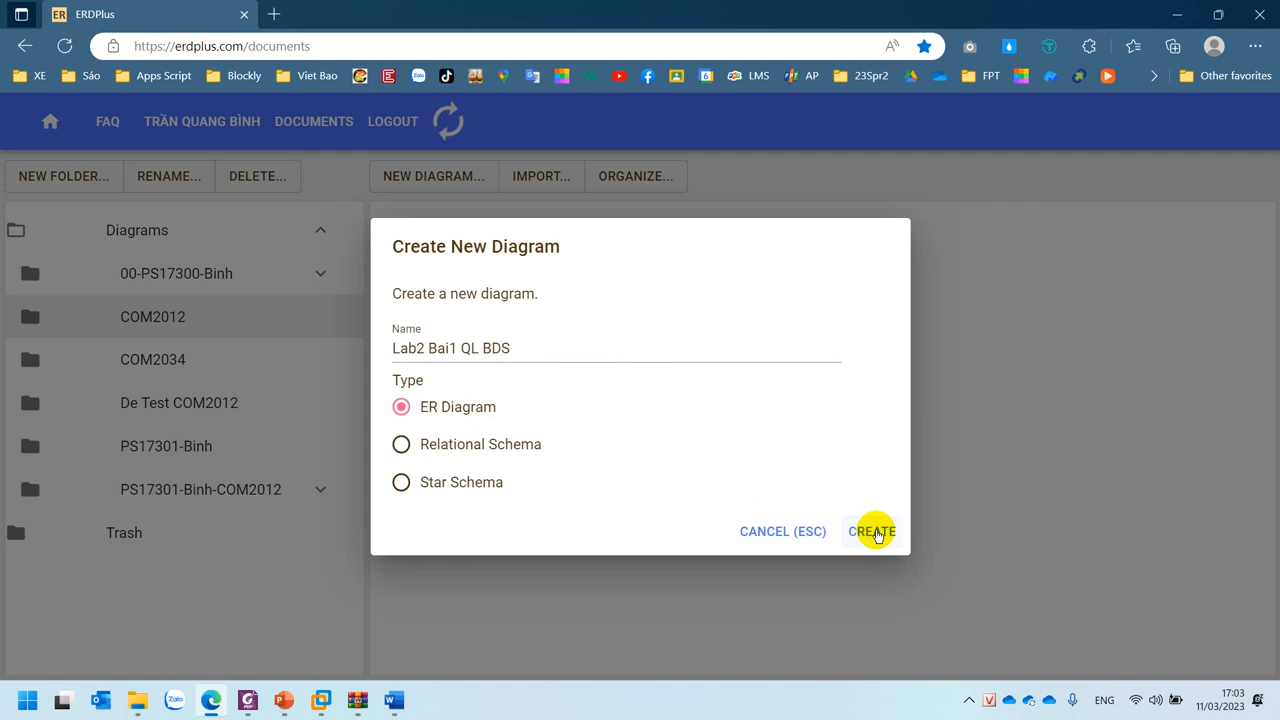 ER ERDPlus
https://erdplus.com/documents
XE Sáo Apps Script Blockly Viet Bao LMS AP 23Spr2 FPT Other favorites
FAQ TRẦN QUANG BÌNH DOCUMENTS LOGOUT
NEW FOLDER... RENAME... DELETE... NEW DIAGRAM... IMPORT... ORGANIZE...
Diagrams
00-PS17300-Binh
COM2012
COM2034
De Test COM2012
PS17301-Binh
PS17301-Binh-COM2012
Trash
Create New Diagram
Create a new diagram.
Name
Lab2 Bai1 QL BDS
Type
ER Diagram
Relational Schema
Star Schema
CANCEL (ESC) CREATE
ENG
17:03
11/03/2023